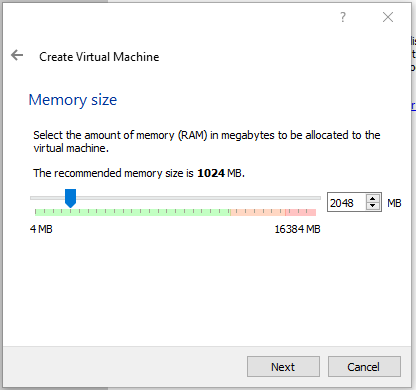 ?
Create Virtual Machine
Memory size
Select the amount of memory (RAM) in megabytes to be allocated to the
virtual machine.
The recommended memory size is 1024 MB.
2048 MB
4 MB 16384 MB
Next Cancel